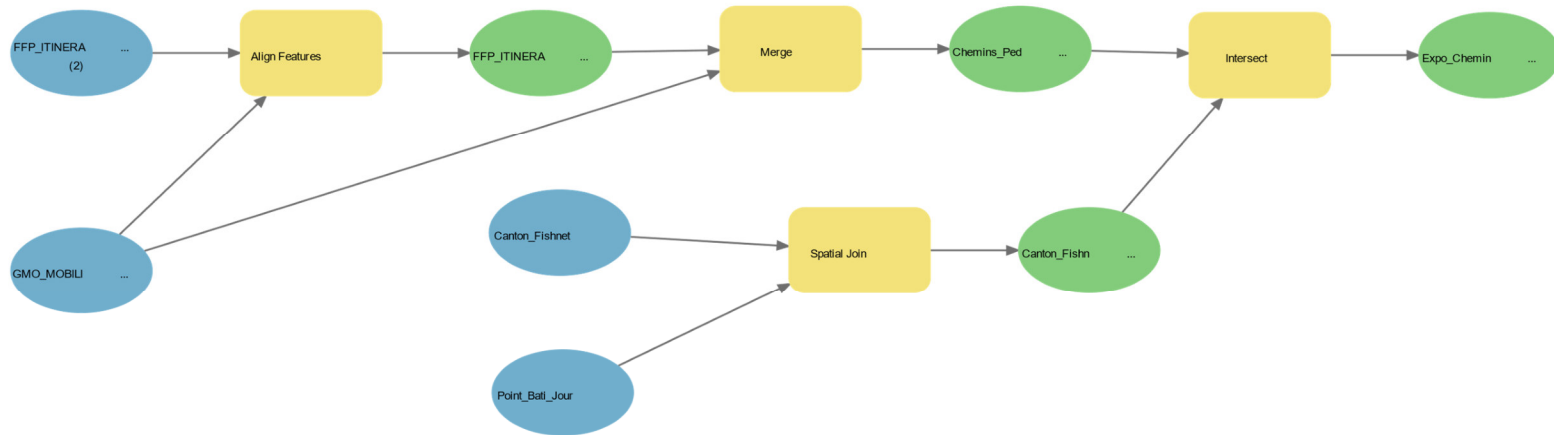 FFP_ITINERA ...
(2)
Align Features
FFP_ITINERA ...
Merge
Chemins_Ped ...
Intersect
Expo_Chemin ...
GMO_MOBILI ...
Canton_Fishnet
Spatial Join
Canton_Fishn ...
Point_Bati_Jour